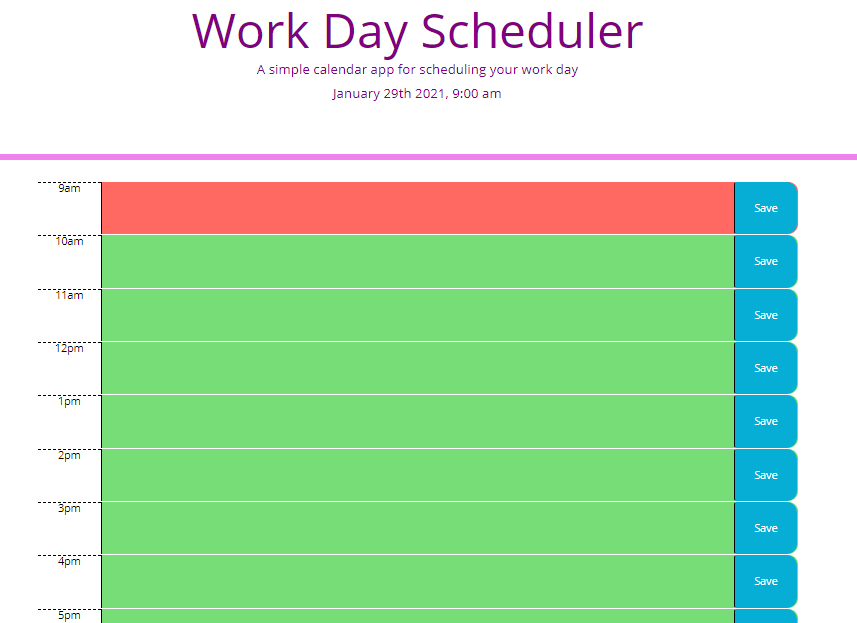 Work Day Scheduler
A simple calendar app for scheduling your work day
January 29th 2021, 9:00 am
9am
Save
10am
Save
11am
Save
12pm
Save
1pm
Save
2pm
Save
3pm
Save
4pm
Save
5pm